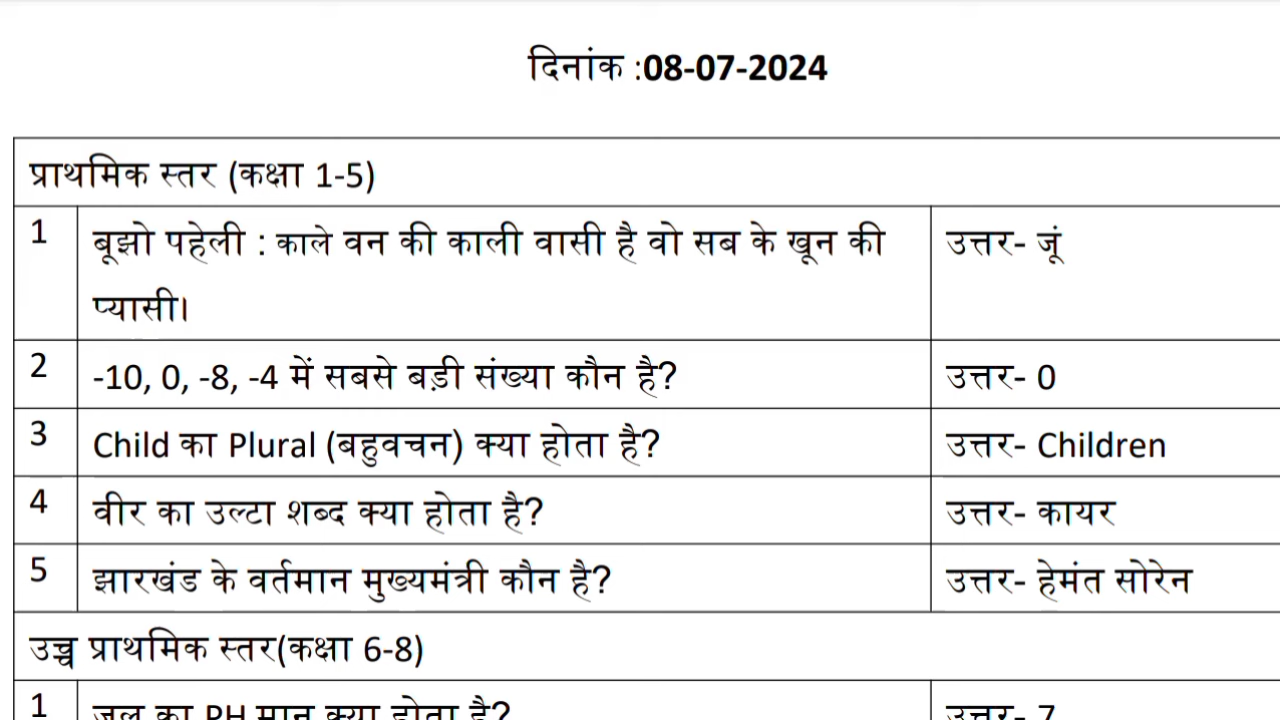 दिनांक :08-07-2024
प्राथमिक स्तर (कक्षा 1-5)
1 बूझो पहेली : काले वन की काली वासी है वो सब के खून की उत्तर- जूं
प्यासी।
2 -10, 0, -8, -4 में सबसे बड़ी संख्या कौन है? उत्तर- 0
3 Child का Plural (बहुवचन) क्या होता है? उत्तर- Children
4 वीर का उल्टा शब्द क्या होता है? उत्तर- कायर
5 झारखंड के वर्तमान मुख्यमंत्री कौन है? उत्तर- हेमंत सोरेन
उच्च प्राथमिक स्तर(कक्षा 6-8)
1 जल का PH मान क्या होता है? उत्तर- 7